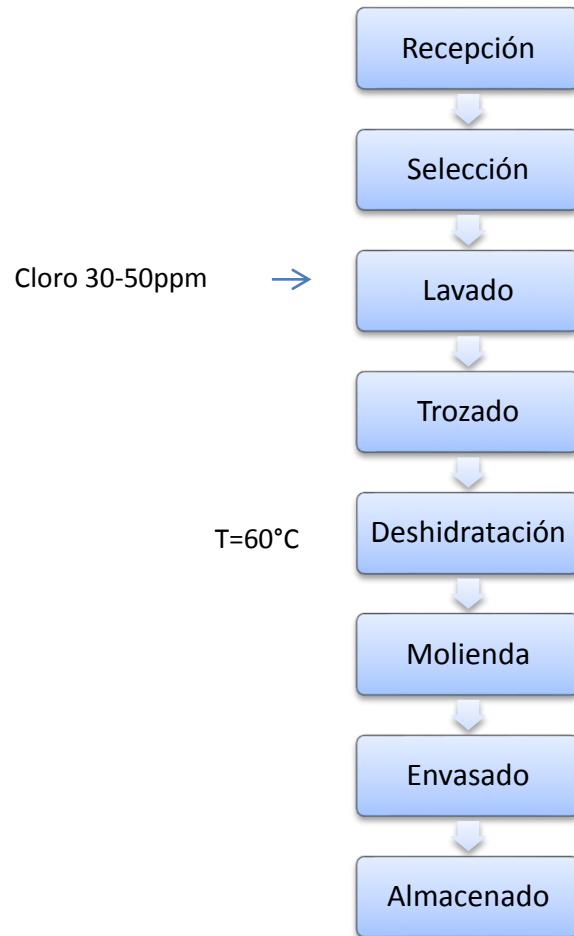 Recepción
Selección
Cloro 30-50ppm
Lavado
Trozado
Deshidratación
T=60°C
Molienda
Envasado
Almacenado